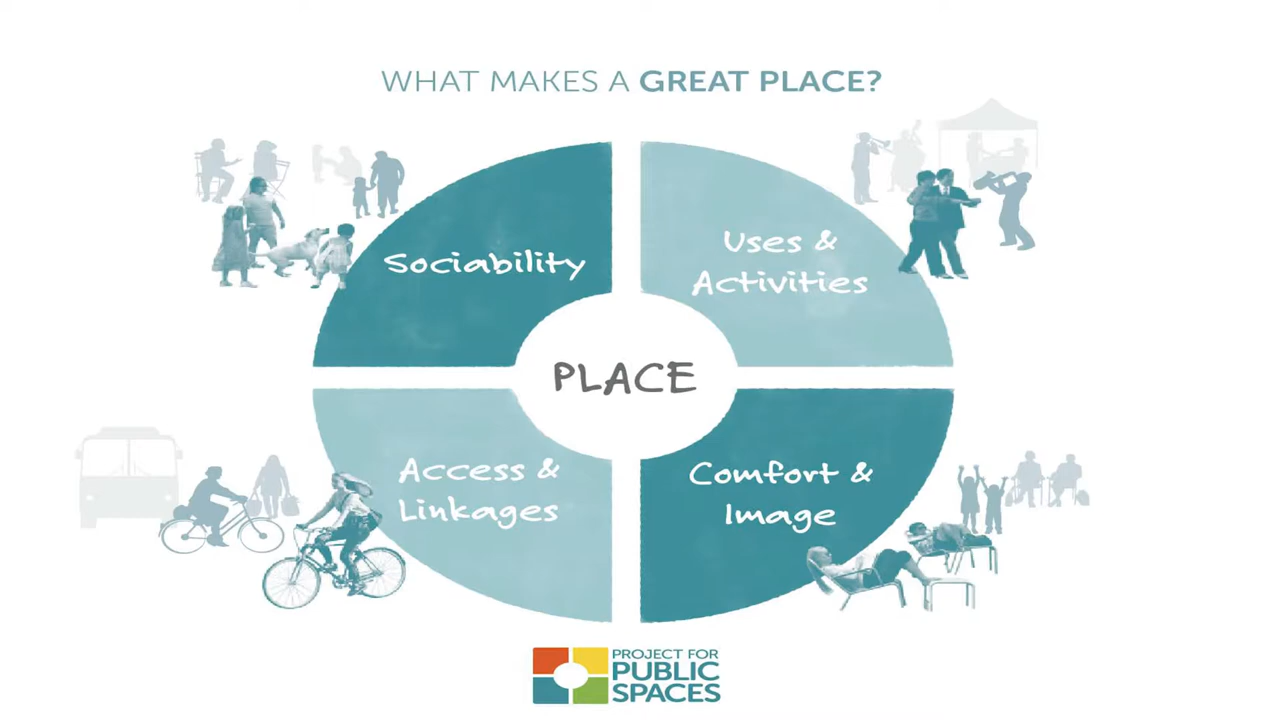 WHAT MAKES A GREAT PLACE?
Sociability
Uses &
Activities
PLACE
Access &
Linkages
Comfort &
Image
PROJECT FOR
PUBLIC
SPACES